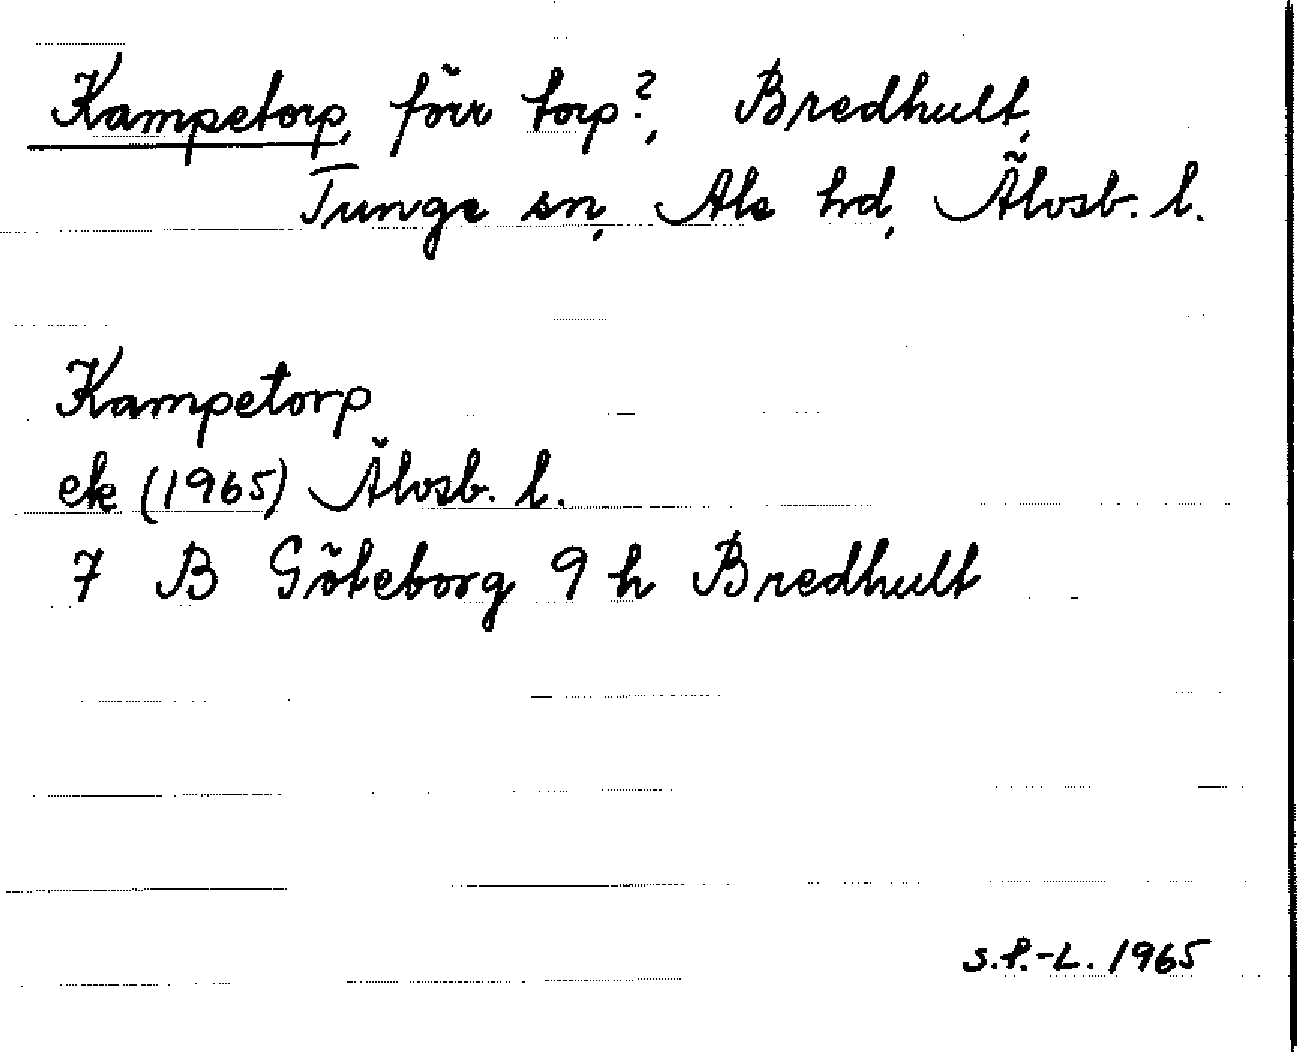 Kampetorp, förr torp?, Bredhult,
Tunge sn, Ale hd, Älvsb. l.
Kampetorp
ek (1965) Älvsb. l.
7 B Göteborg 9 h Bredhult
S.P.-L. 1965